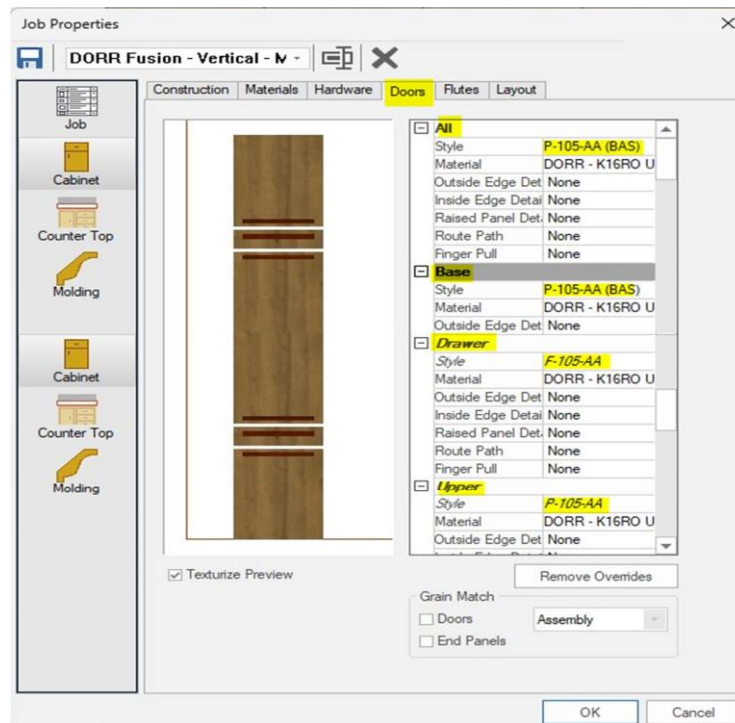 Job Properties
DORR Fusion - Vertical - M
Construction Materials Hardware Doors Flutes Layout
Job
Cabinet
Counter Top
Molding
Cabinet
Counter Top
Molding
All
Style P-105-AA (BAS)
Material DORR - K16RO U
Outside Edge Det None
Inside Edge Detai None
Raised Panel Det None
Route Path None
Finger Pull None
Base
Style P-105-AA (BAS)
Material DORR - K16RO U
Outside Edge Det None
Drawer
Style F-105-AA
Material DORR - K16RO U
Outside Edge Det None
Inside Edge Detai None
Raised Panel Det None
Route Path None
Finger Pull None
Upper
Style P-105-AA
Material DORR - K16RO U
Outside Edge Det None
Texturize Preview
Remove Overrides
Grain Match
Doors Assembly
End Panels
OK Cancel